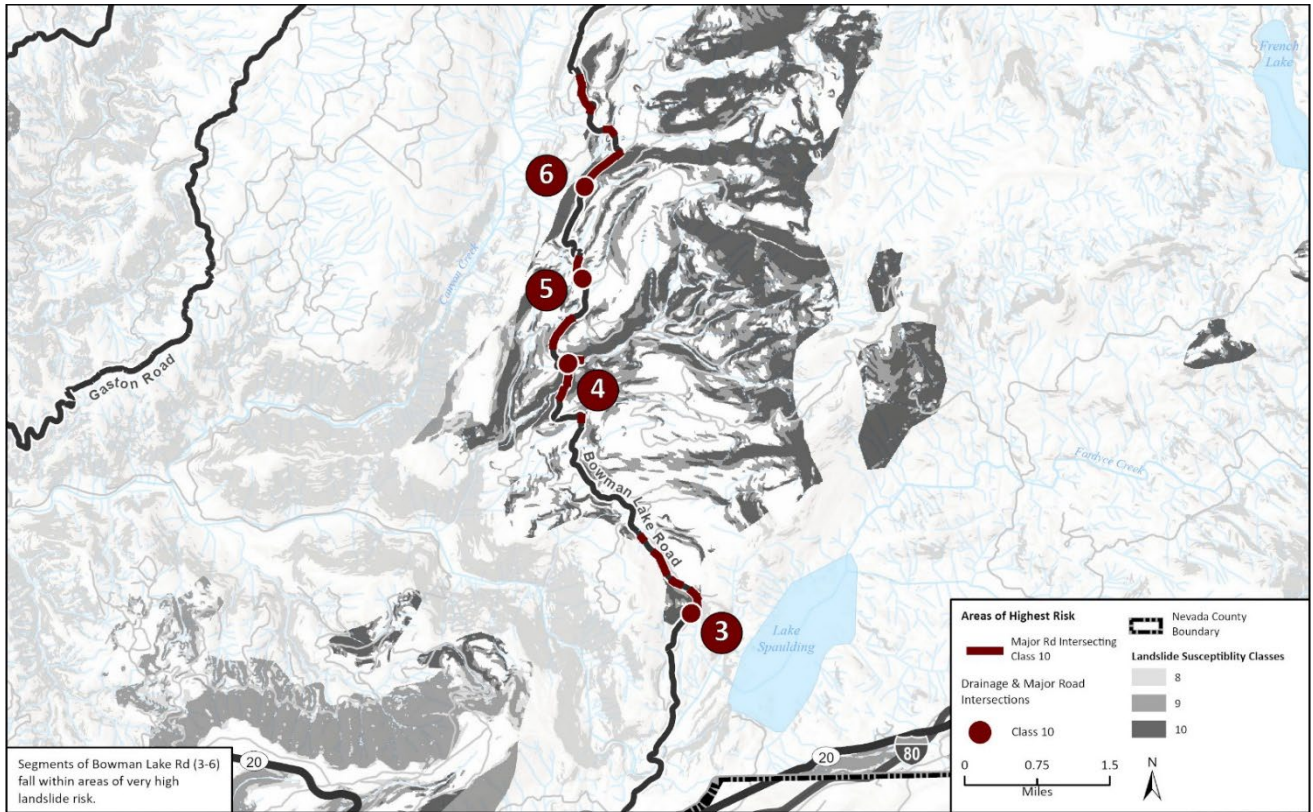 French
Lake
6
Canyon Creek
5
Gaston Road
4
Bowman Lake Road
Fordyce Creek
3
Lake
Spaulding
20
20
80
Segments of Bowman Lake Rd (3-6)
fall within areas of very high
landslide risk.
Areas of Highest Risk
Major Rd Intersecting
Class 10
Drainage & Major Road
Intersections
Class 10
0 0.75 1.5
Miles
Nevada County
Boundary
Landslide Susceptiblity Classes
8
9
10
N